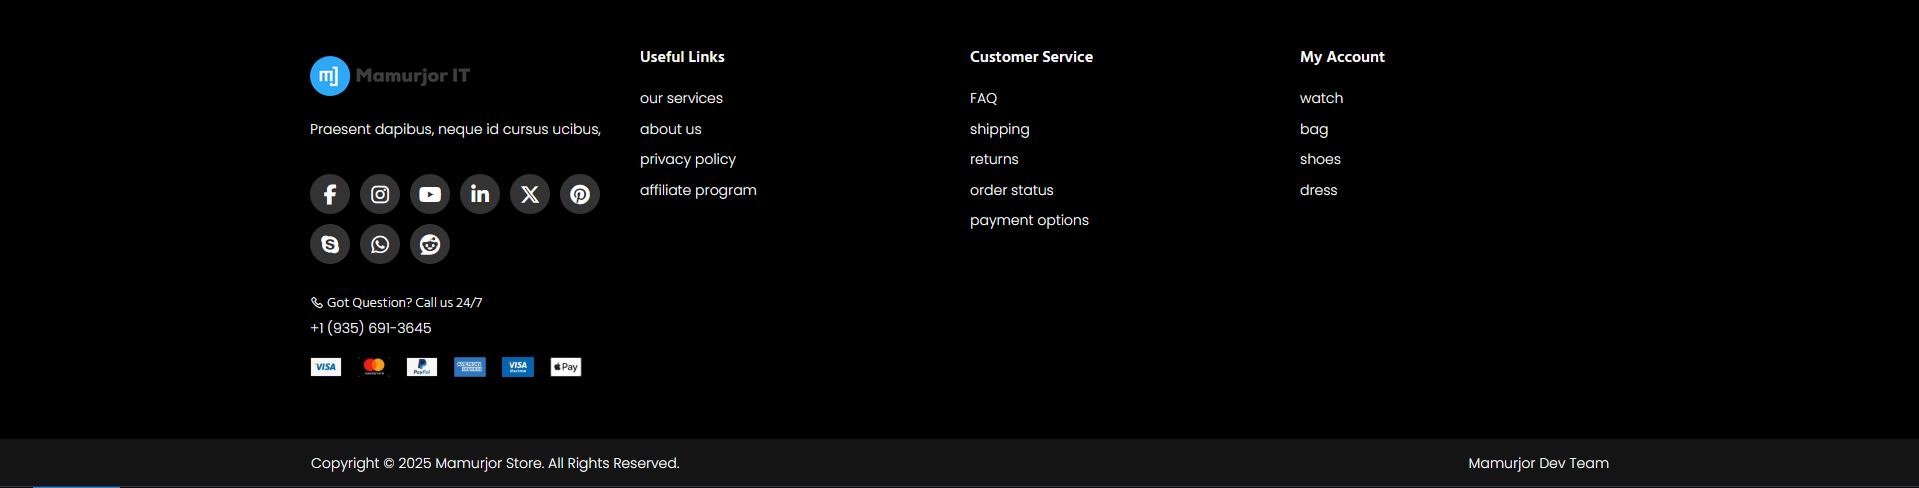 mj Mamurjor IT
Praesent dapibus, neque id cursus ucibus,
Got Question? Call us 24/7
+1 (935) 691-3645
VISA
PayPal
VISA
Pay
Useful Links
our services
about us
privacy policy
affiliate program
Customer Service
FAQ
shipping
returns
order status
payment options
My Account
watch
bag
shoes
dress
Copyright © 2025 Mamurjor Store. All Rights Reserved.
Mamurjor Dev Team